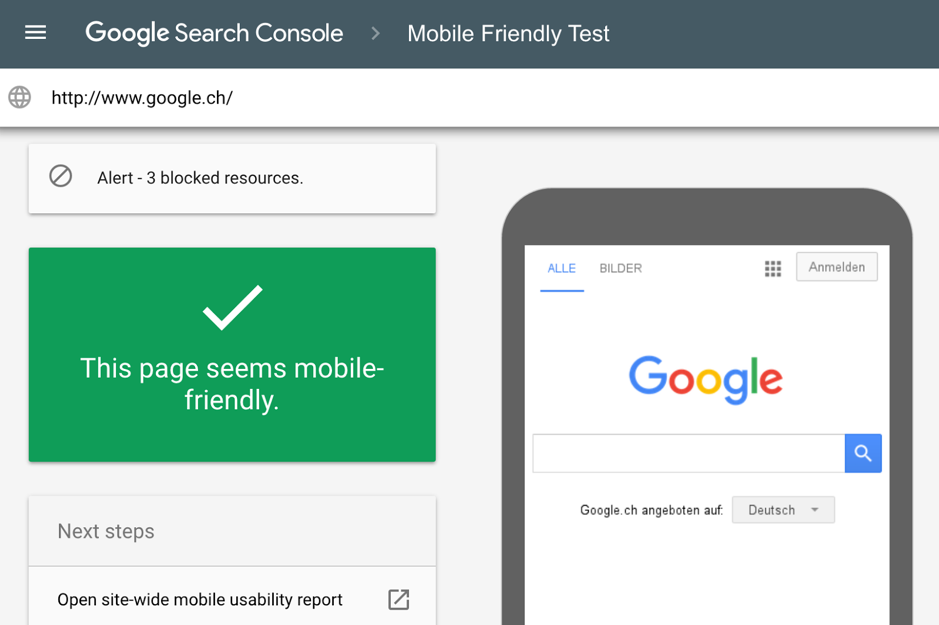 Google Search Console > Mobile Friendly Test
http://www.google.ch/
Alert - 3 blocked resources.
This page seems mobile-
friendly.
Next steps
Open site-wide mobile usability report
ALLE BILDER Anmelden
Google
Google.ch angeboten auf: Deutsch